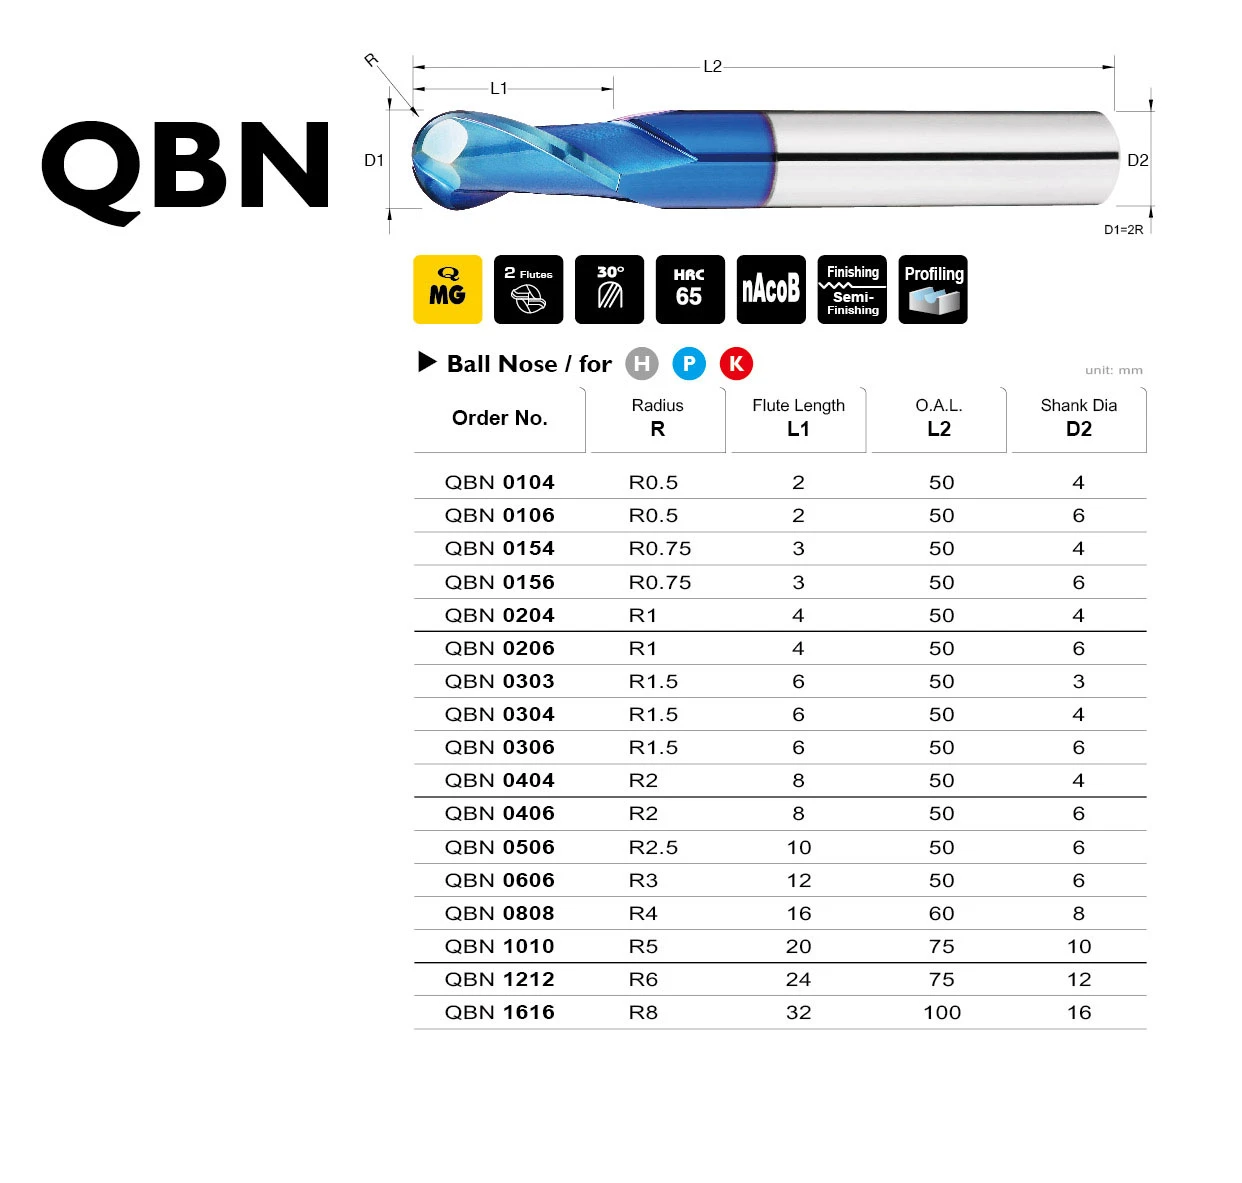 QBN
R
L2
L1
D1
D2
D1=2R
Q
MG
2 Flutes
30°
HRC
65
nAcoB
Finishing
Semi-
Finishing
Profiling
Ball Nose / for H P K
unit: mm
Order No.
Radius
R
Flute Length
L1
O.A.L.
L2
Shank Dia
D2
QBN 0104 R0.5 2 50 4
QBN 0106 R0.5 2 50 6
QBN 0154 R0.75 3 50 4
QBN 0156 R0.75 3 50 6
QBN 0204 R1 4 50 4
QBN 0206 R1 4 50 6
QBN 0303 R1.5 6 50 3
QBN 0304 R1.5 6 50 4
QBN 0306 R1.5 6 50 6
QBN 0404 R2 8 50 4
QBN 0406 R2 8 50 6
QBN 0506 R2.5 10 50 6
QBN 0606 R3 12 50 6
QBN 0808 R4 16 60 8
QBN 1010 R5 20 75 10
QBN 1212 R6 24 75 12
QBN 1616 R8 32 100 16